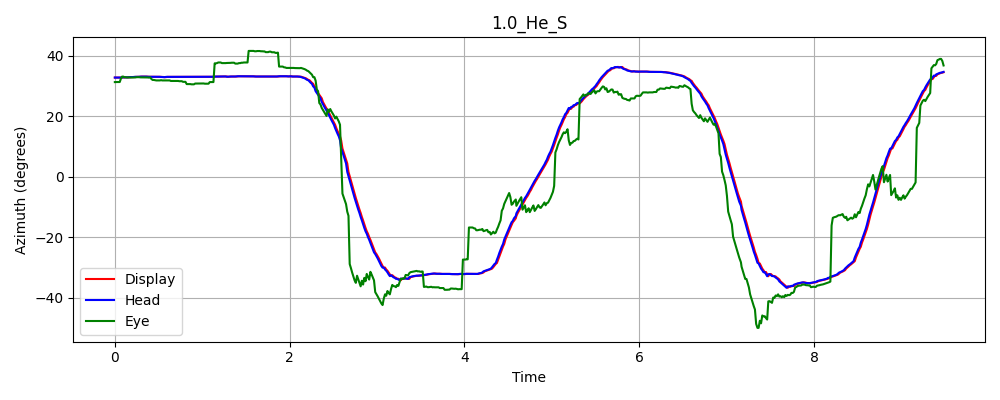 1.0_He_S
Azimuth (degrees)
40
20
0
−20
−40
Display
Head
Eye
0 2 4 6 8
Time